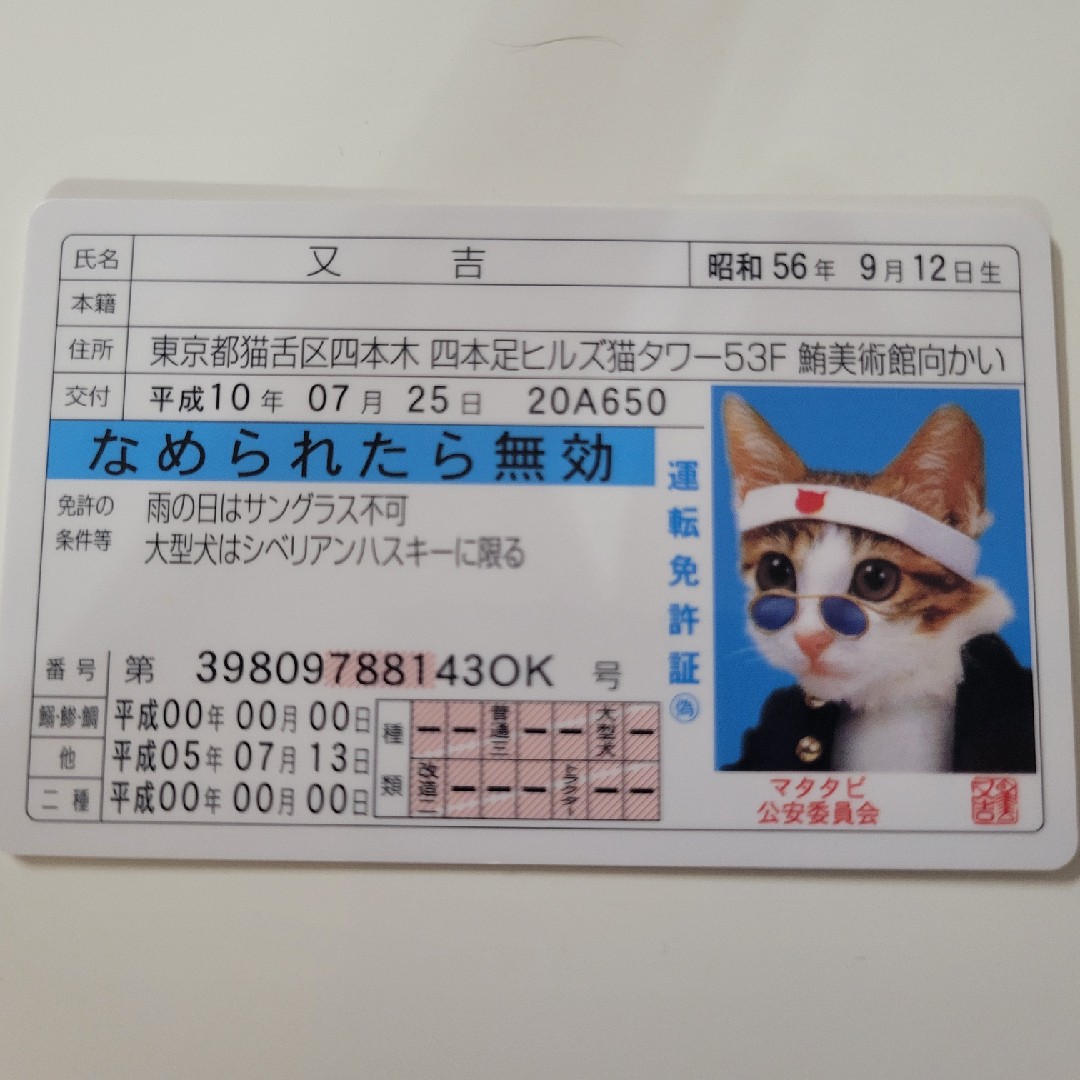 氏名 又吉 昭和56年 9月12日生
本籍
住所 東京都猫舌区四本木 四本足ヒルズ猫タワー53F 鮪美術館向かい
交付 平成10年 07月 25日 20A650
なめられたら無効
免許の
条件等
雨の日はサングラス不可
大型犬はシベリアンハスキーに限る
運転免許証
偽
番号 第 39809788143OK 号
鰯・鯵・鯛 平成00年 00月 00日
他 平成05年 07月 13日
二種 平成00年 00月 00日
種類
普通三
大型犬
改造二
トラクター
マタタビ
公安委員会